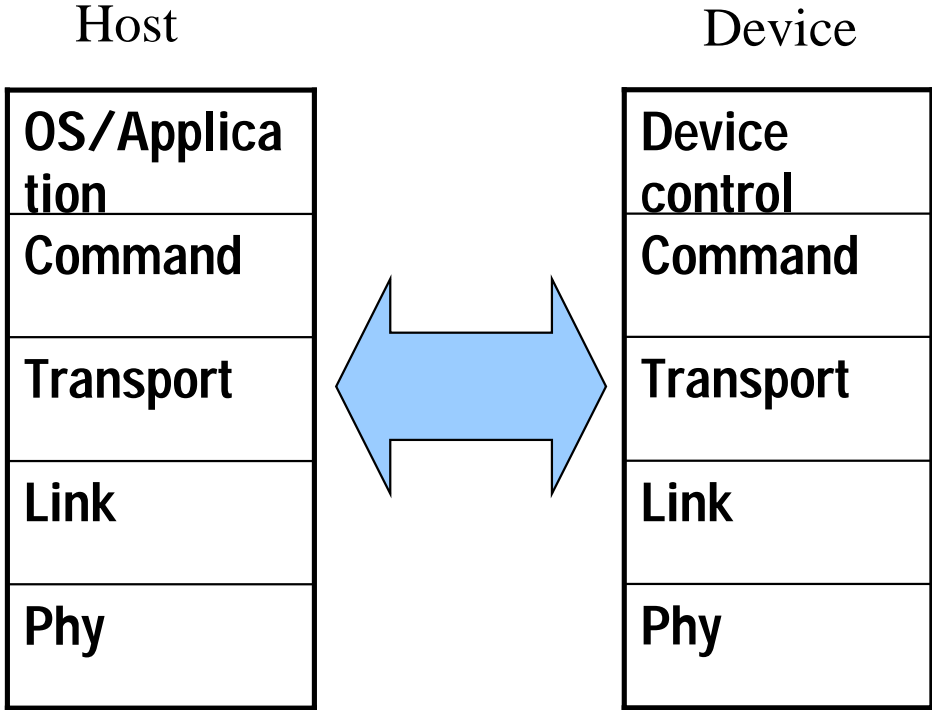 Host
Device
OS/Applica
tion
Command
Transport
Link
Phy
Device
control
Command
Transport
Link
Phy